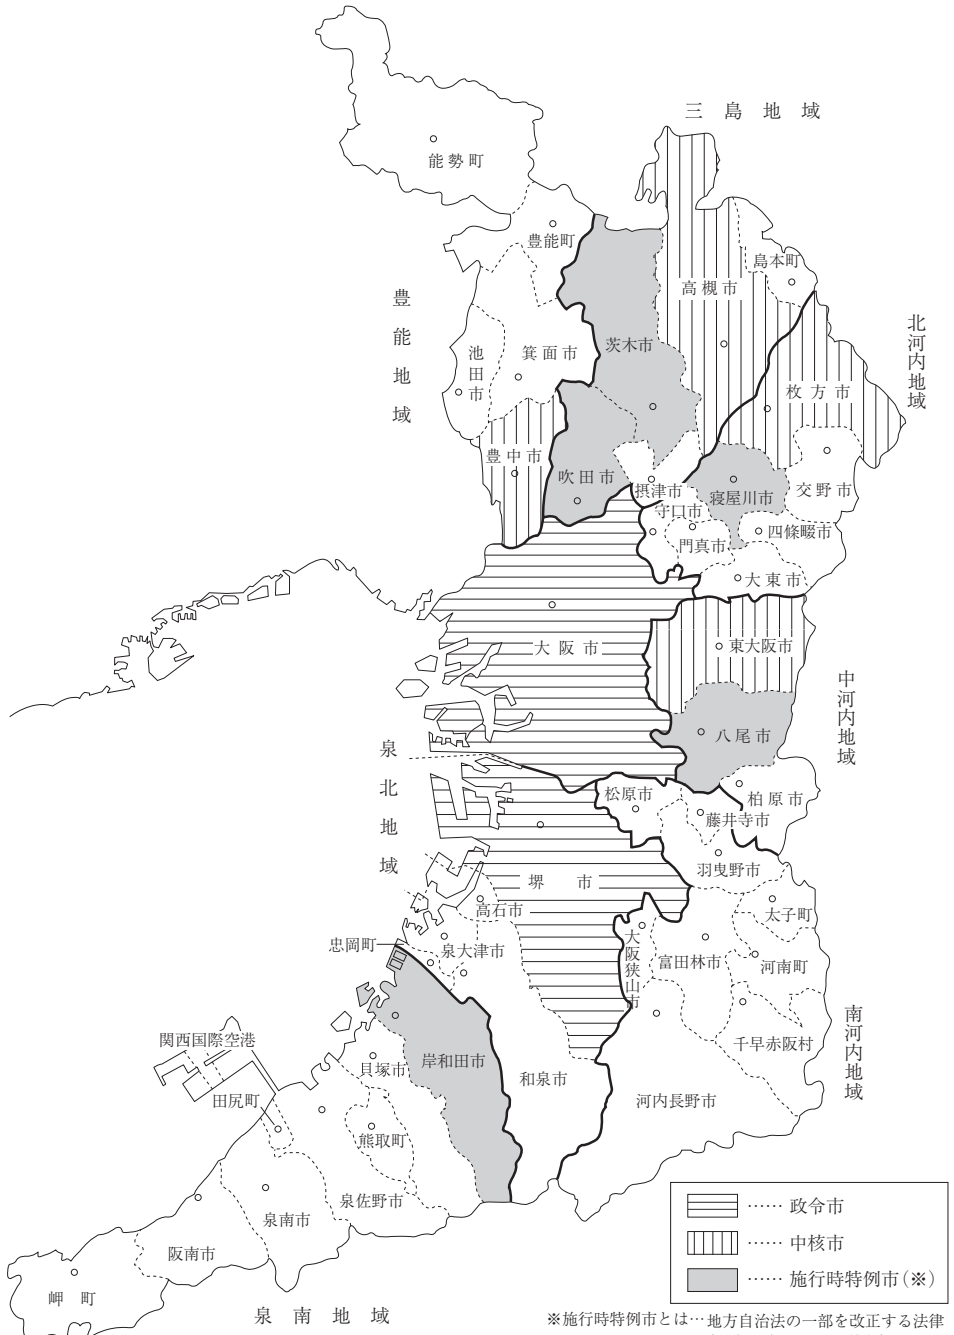 三島地域
能勢町
豊能町
島本町
高槻市
豊能地域
北河内地域
茨木市
池田市
箕面市
枚方市
豊中市
吹田市
摂津市
寝屋川市
交野市
守口市
四條畷市
門真市
大東市
大阪市
東大阪市
中河内地域
八尾市
泉北地域
松原市
柏原市
藤井寺市
羽曳野市
堺市
高石市
太子町
忠岡町
泉大津市
大阪狭山市
富田林市
河南町
南河内地域
関西国際空港
千早赤阪村
貝塚市
岸和田市
和泉市
田尻町
河内長野市
熊取町
泉佐野市
泉南市
阪南市
岬町
泉南地域
……政令市
……中核市
……施行時特例市(※)
※施行時特例市とは…地方自治法の一部を改正する法律